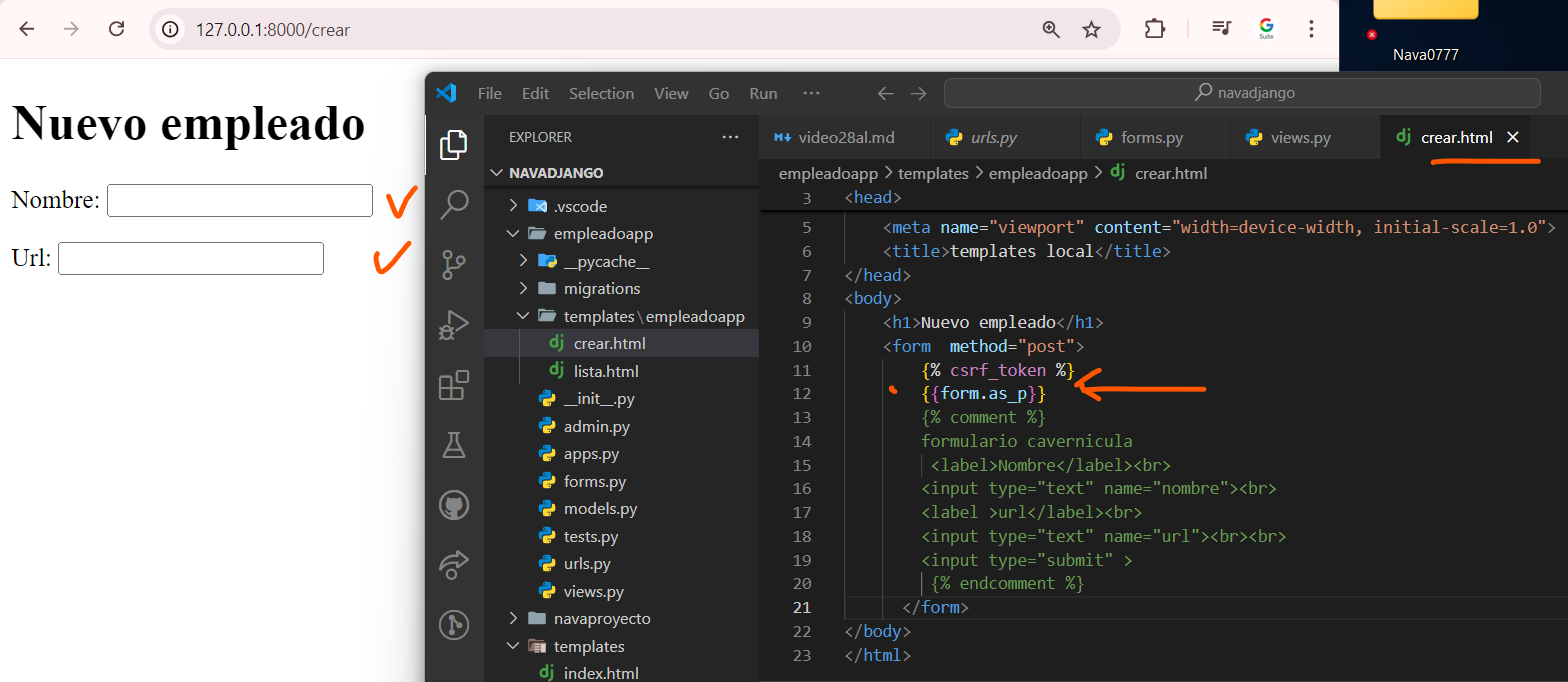 127.0.0.1:8000/crear
Suite
Nava0777
Nuevo empleado
Nombre:
Url:
File Edit Selection View Go Run ··· navadjango
EXPLORER ···
NAVADJANGO
.vscode
empleadoapp
__pycache__
migrations
templates\empleadoapp
crear.html
lista.html
__init__.py
admin.py
apps.py
forms.py
models.py
tests.py
urls.py
views.py
navaproyecto
templates
index.html
video28al.md urls.py forms.py views.py crear.html
empleadoapp > templates > empleadoapp > crear.html
3 <head>
5 <meta name="viewport" content="width=device-width, initial-scale=1.0">
6 <title>templates local</title>
7 </head>
8 <body>
9 <h1>Nuevo empleado</h1>
10 <form  method="post">
11 {% csrf_token %}
12 {{form.as_p}}
13 {% comment %}
14 formulario cavernicula
15 <label>Nombre</label><br>
16 <input type="text" name="nombre"><br>
17 <label >url</label><br>
18 <input type="text" name="url"><br><br>
19 <input type="submit" >
20 {% endcomment %}
21 </form>
22 </body>
23 </html>